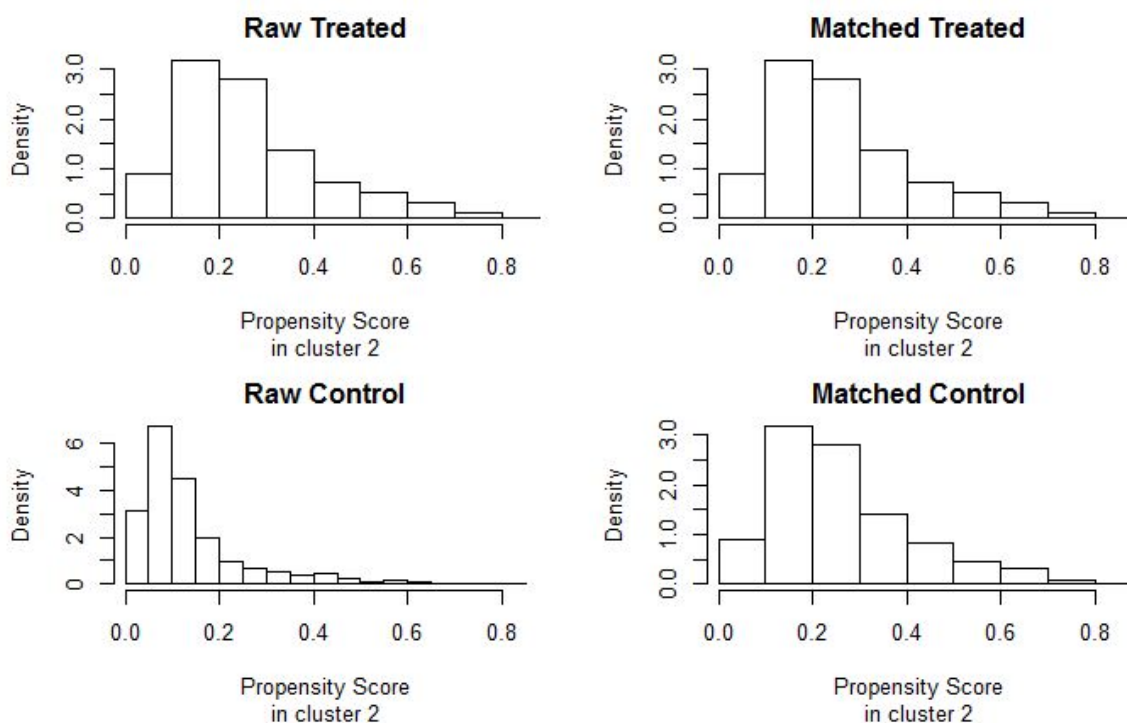 Raw Treated
Density
0.0
1.0
2.0
3.0
0.0 0.2 0.4 0.6 0.8
Propensity Score
in cluster 2
Matched Treated
Density
0.0
1.0
2.0
3.0
0.0 0.2 0.4 0.6 0.8
Propensity Score
in cluster 2
Raw Control
Density
0
2
4
6
0.0 0.2 0.4 0.6 0.8
Propensity Score
in cluster 2
Matched Control
Density
0.0
1.0
2.0
3.0
0.0 0.2 0.4 0.6 0.8
Propensity Score
in cluster 2